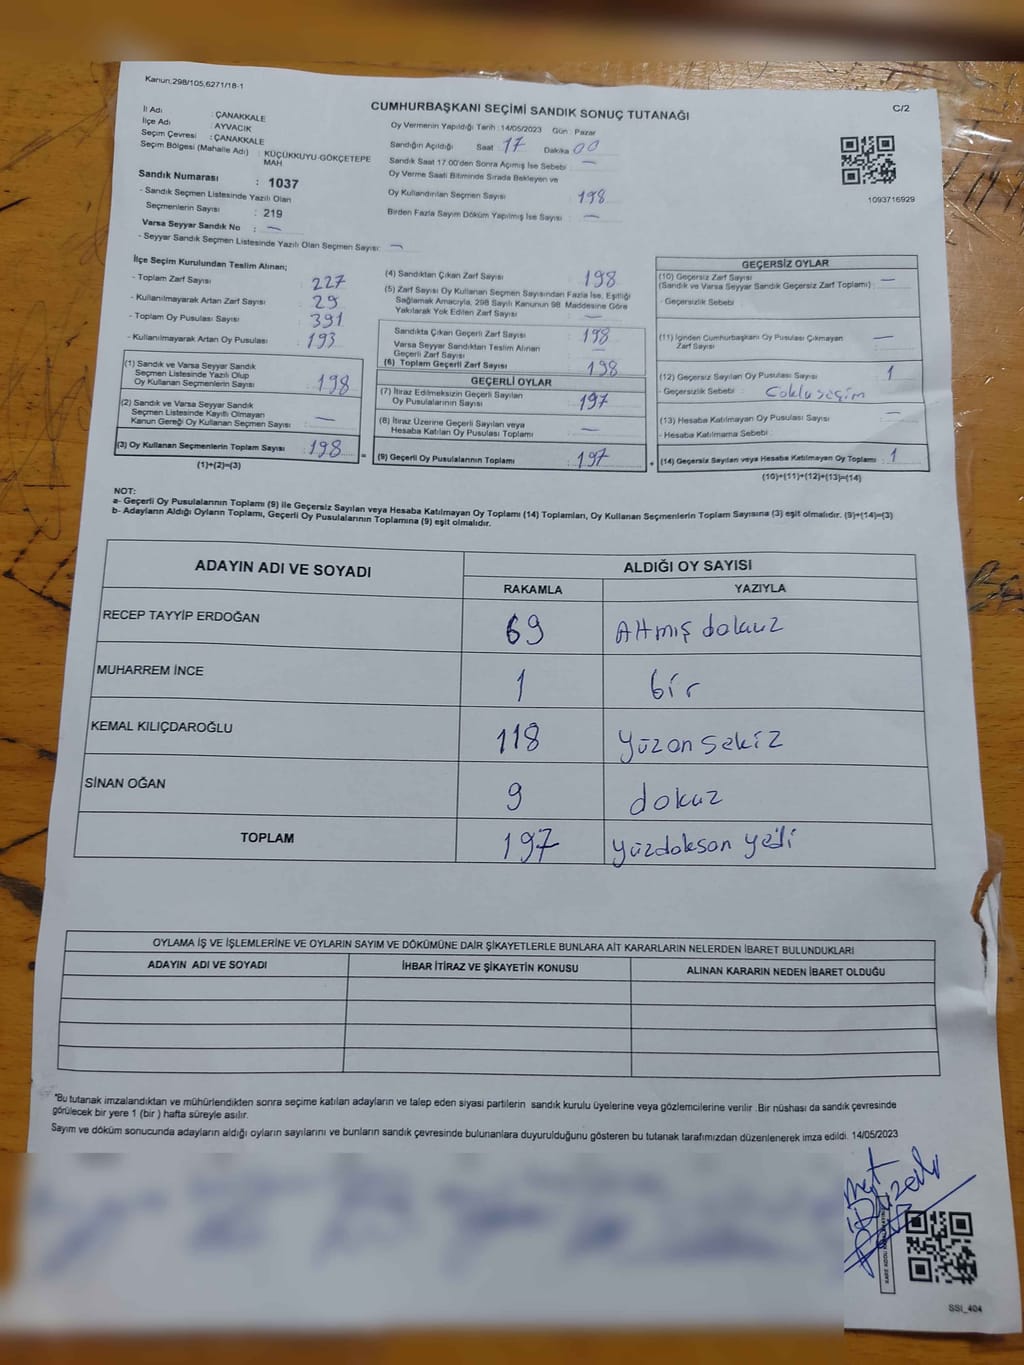 Kanun.298/105,6271/18-1
C/2
CUMHURBAŞKANI SEÇİMİ SANDIK SONUÇ TUTANAĞI
İl Adı : ÇANAKKALE
İlçe Adı : AYVACIK
Seçim Çevresi : ÇANAKKALE
Seçim Bölgesi (Mahalle Adı) : KÜÇÜKKUYU-GÖKÇETEPE MAH
Sandık Numarası : 1037
- Sandık Seçmen Listesinde Yazılı Olan
Seçmenlerin Sayısı : 219
Varsa Seyyar Sandık No : —
- Seyyar Sandık Seçmen Listesinde Yazılı Olan Seçmen Sayısı: —
Oy Vermenin Yapıldığı Tarih : 14/05/2023 Gün : Pazar
Sandığın Açıldığı Saat 17 Dakika 00
Sandık Saat 17.00'den Sonra Açılmış İse Sebebi : —
Oy Verme Saati Bitiminde Sırada Bekleyen ve
Oy Kullandırılan Seçmen Sayısı : 198
Birden Fazla Sayım Döküm Yapılmış İse Sayısı : —
1093716929
İlçe Seçim Kurulundan Teslim Alınan;
- Toplam Zarf Sayısı : 227
- Kullanılmayarak Artan Zarf Sayısı : 29
- Toplam Oy Pusulası Sayısı : 391
- Kullanılmayarak Artan Oy Pusulası : 193
(1) Sandık ve Varsa Seyyar Sandık
Seçmen Listesinde Yazılı Olup
Oy Kullanan Seçmenlerin Sayısı : 198
(2) Sandık ve Varsa Seyyar Sandık
Seçmen Listesinde Kayıtlı Olmayan
Kanun Gereği Oy Kullanan Seçmen Sayısı : —
(3) Oy Kullanan Seçmenlerin Toplam Sayısı : 198
(1)+(2)=(3)
(4) Sandıktan Çıkan Zarf Sayısı : 198
(5) Zarf Sayısı Oy Kullanan Seçmen Sayısından Fazla İse, Eşitliği
Sağlamak Amacıyla, 298 Sayılı Kanunun 98 Maddesine Göre
Yakılarak Yok Edilen Zarf Sayısı : —
Sandıkta Çıkan Geçerli Zarf Sayısı : 198
Varsa Seyyar Sandıktan Teslim Alınan
Geçerli Zarf Sayısı : —
(6) Toplam Geçerli Zarf Sayısı : 198
GEÇERLİ OYLAR
(7) İtiraz Edilmeksizin Geçerli Sayılan
Oy Pusulalarının Sayısı : 197
(8) İtiraz Üzerine Geçerli Sayılan veya
Hesaba Katılan Oy Pusulası Toplamı : —
(9) Geçerli Oy Pusulalarının Toplamı : 197
GEÇERSİZ OYLAR
(10) Geçersiz Zarf Sayısı
(Sandık ve Varsa Seyyar Sandık Geçersiz Zarf Toplamı) : —
- Geçersizlik Sebebi :
(11) İçinden Cumhurbaşkanı Oy Pusulası Çıkmayan
Zarf Sayısı : —
(12) Geçersiz Sayılan Oy Pusulası Sayısı : 1
- Geçersizlik Sebebi : Çoklu seçim
(13) Hesaba Katılmayan Oy Pusulası Sayısı : —
- Hesaba Katılmama Sebebi :
(14) Geçersiz Sayılan veya Hesaba Katılmayan Oy Toplamı : 1
(10)+(11)+(12)+(13)=(14)
NOT:
a- Geçerli Oy Pusulalarının Toplamı (9) ile Geçersiz Sayılan veya Hesaba Katılmayan Oy Toplamı (14) Toplamları, Oy Kullanan Seçmenlerin Toplam Sayısına (3) eşit olmalıdır. (9)+(14)=(3)
b- Adayların Aldığı Oyların Toplamı, Geçerli Oy Pusulalarının Toplamına (9) eşit olmalıdır.
ADAYIN ADI VE SOYADI ALDIĞI OY SAYISI
RAKAMLA YAZIYLA
RECEP TAYYİP ERDOĞAN 69 Altmış dokuz
MUHARREM İNCE 1 bir
KEMAL KILIÇDAROĞLU 118 yüzon sekiz
SİNAN OĞAN 9 dokuz
TOPLAM 197 yüzdoksan yedi
OYLAMA İŞ VE İŞLEMLERİNE VE OYLARIN SAYIM VE DÖKÜMÜNE DAİR ŞİKAYETLERLE BUNLARA AİT KARARLARIN NELERDEN İBARET BULUNDUKLARI
ADAYIN ADI VE SOYADI İHBAR İTİRAZ VE ŞİKAYETİN KONUSU ALINAN KARARIN NEDEN İBARET OLDUĞU
*Bu tutanak imzalandıktan ve mühürlendikten sonra seçime katılan adayların ve talep eden siyasi partilerin sandık kurulu üyelerine veya gözlemcilerine verilir .Bir nüshası da sandık çevresinde
görülecek bir yere 1 (bir ) hafta süreyle asılır.
Sayım ve döküm sonucunda adayların aldığı oyların sayılarını ve bunların sandık çevresinde bulunanlara duyurulduğunu gösteren bu tutanak tarafımızdan düzenlenerek imza edildi. 14/05/2023
SSI_404